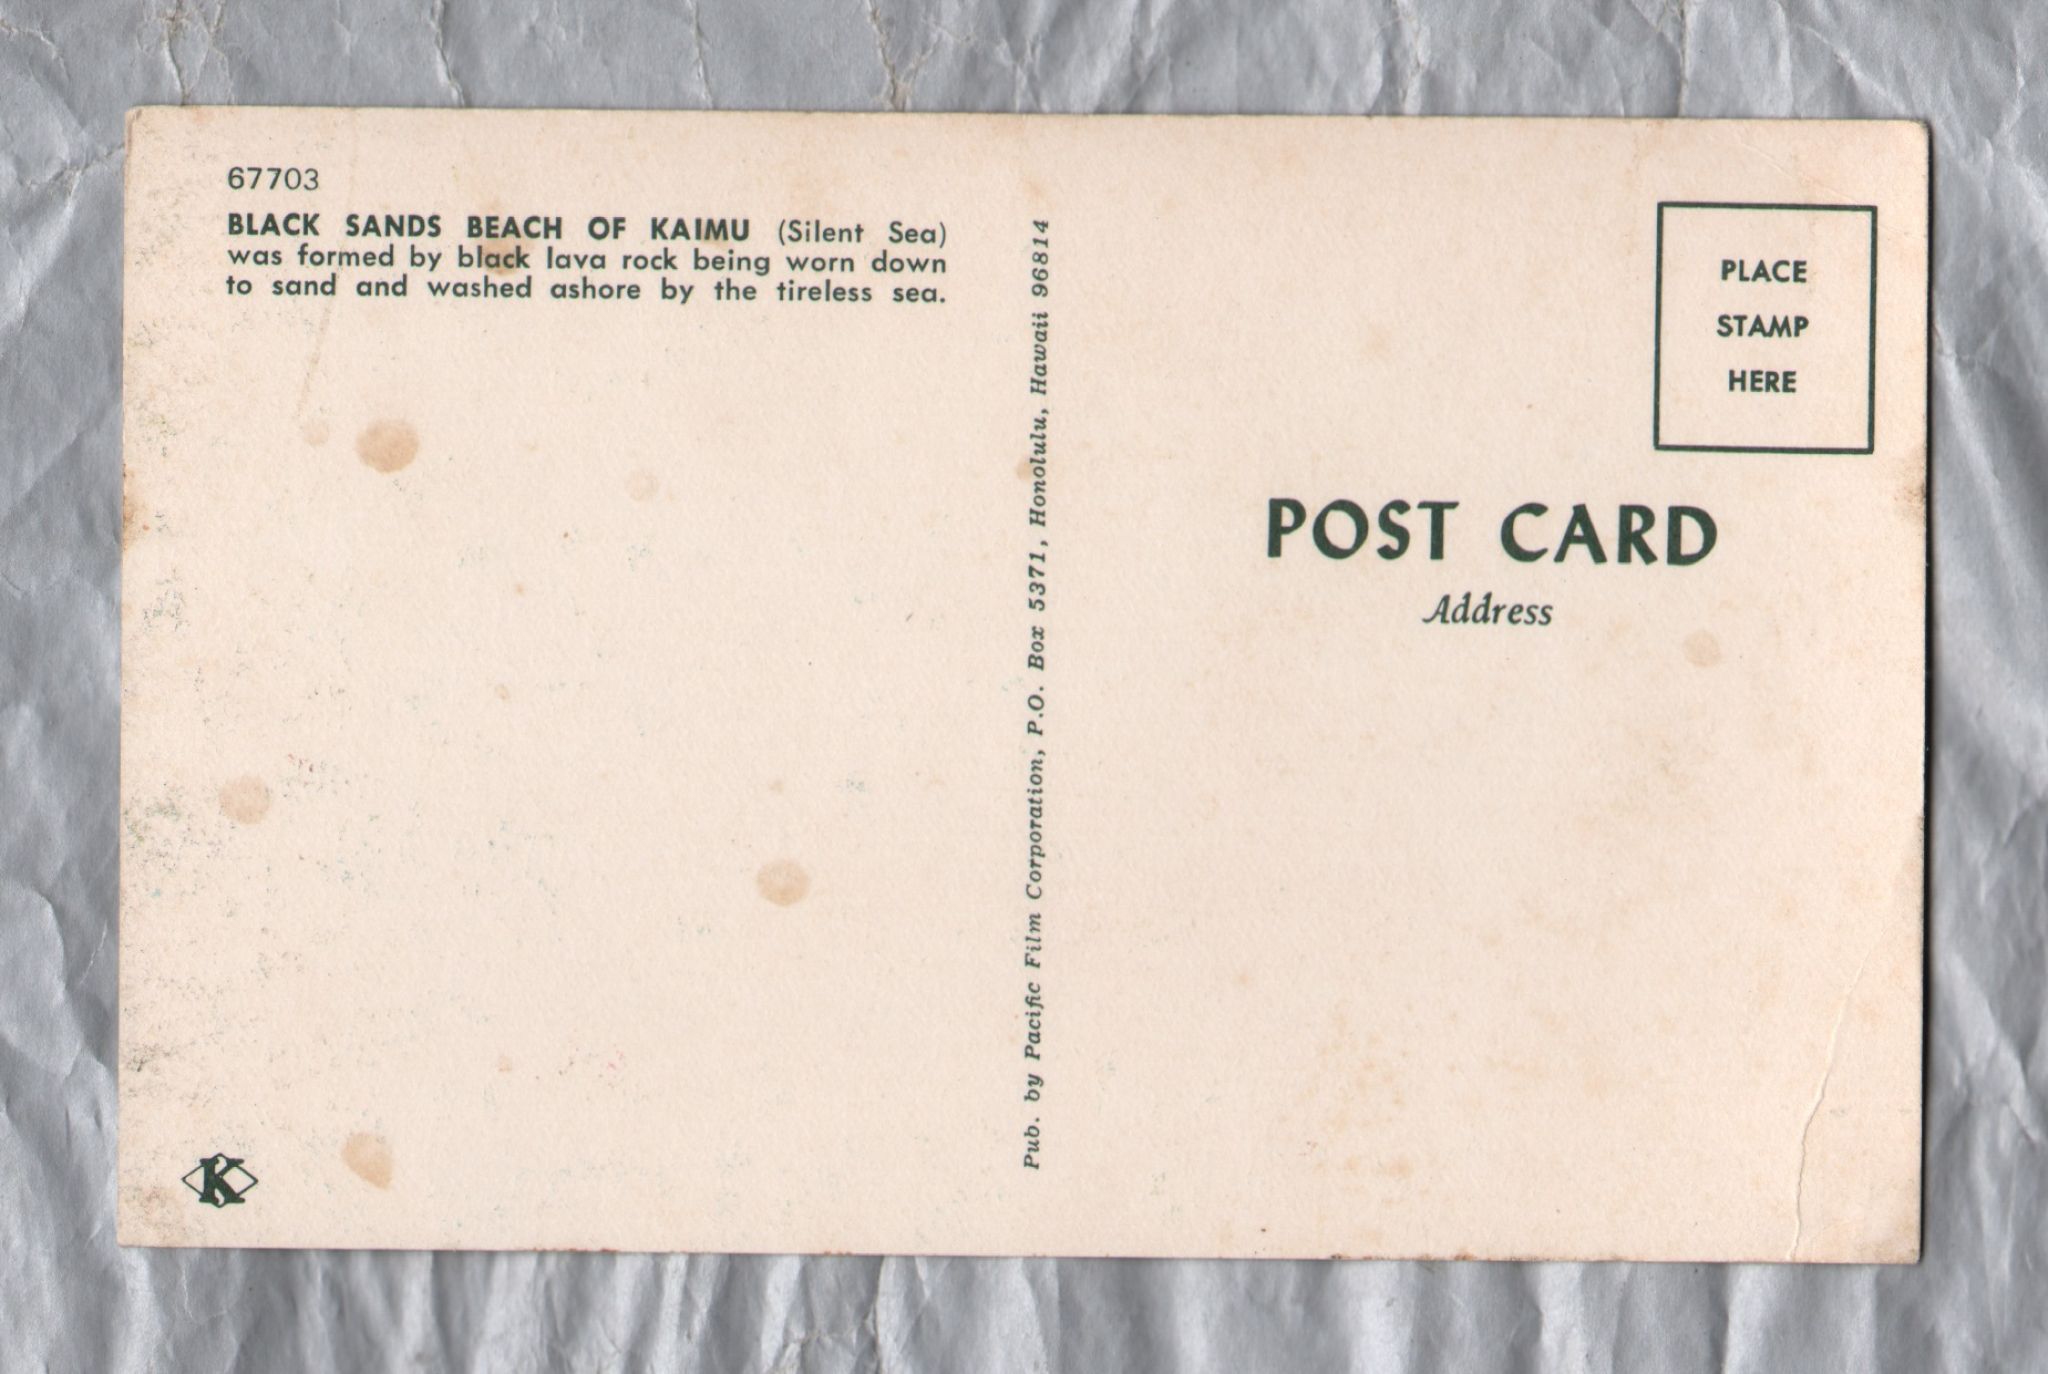 67703
BLACK SANDS BEACH OF KAIMU (Silent Sea)
was formed by black lava rock being worn down
to sand and washed ashore by the tireless sea.
K
Pub. by Pacific Film Corporation, P.O. Box 5371, Honolulu, Hawaii 96814
PLACE
STAMP
HERE
POST CARD
Address